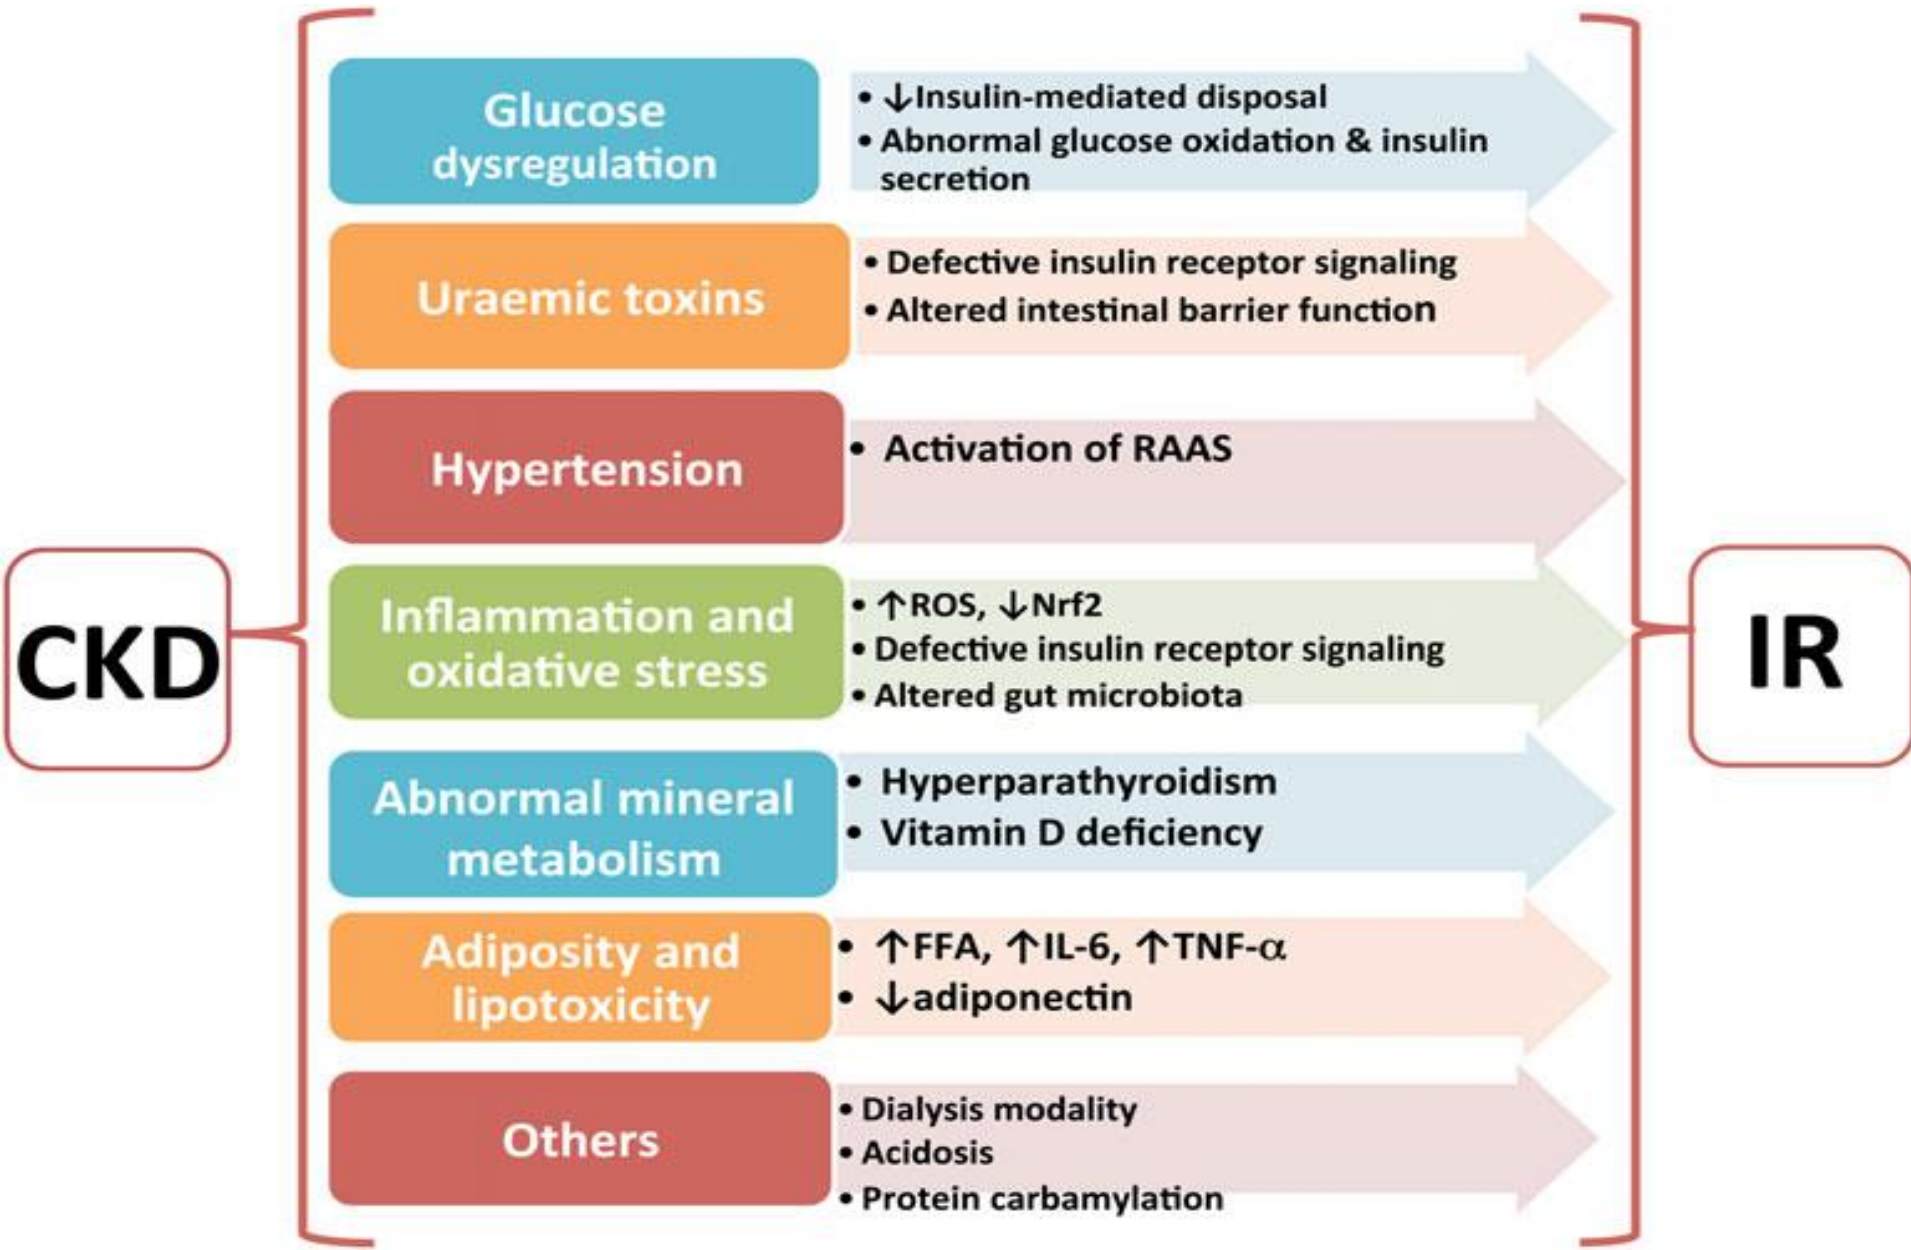 CKD
Glucose
dysregulation
• ↓Insulin-mediated disposal
• Abnormal glucose oxidation & insulin
secretion
Uraemic toxins
• Defective insulin receptor signaling
• Altered intestinal barrier function
Hypertension
• Activation of RAAS
Inflammation and
oxidative stress
• ↑ROS, ↓Nrf2
• Defective insulin receptor signaling
• Altered gut microbiota
Abnormal mineral
metabolism
• Hyperparathyroidism
• Vitamin D deficiency
Adiposity and
lipotoxicity
• ↑FFA, ↑IL-6, ↑TNF-α
• ↓adiponectin
Others
• Dialysis modality
• Acidosis
• Protein carbamylation
IR